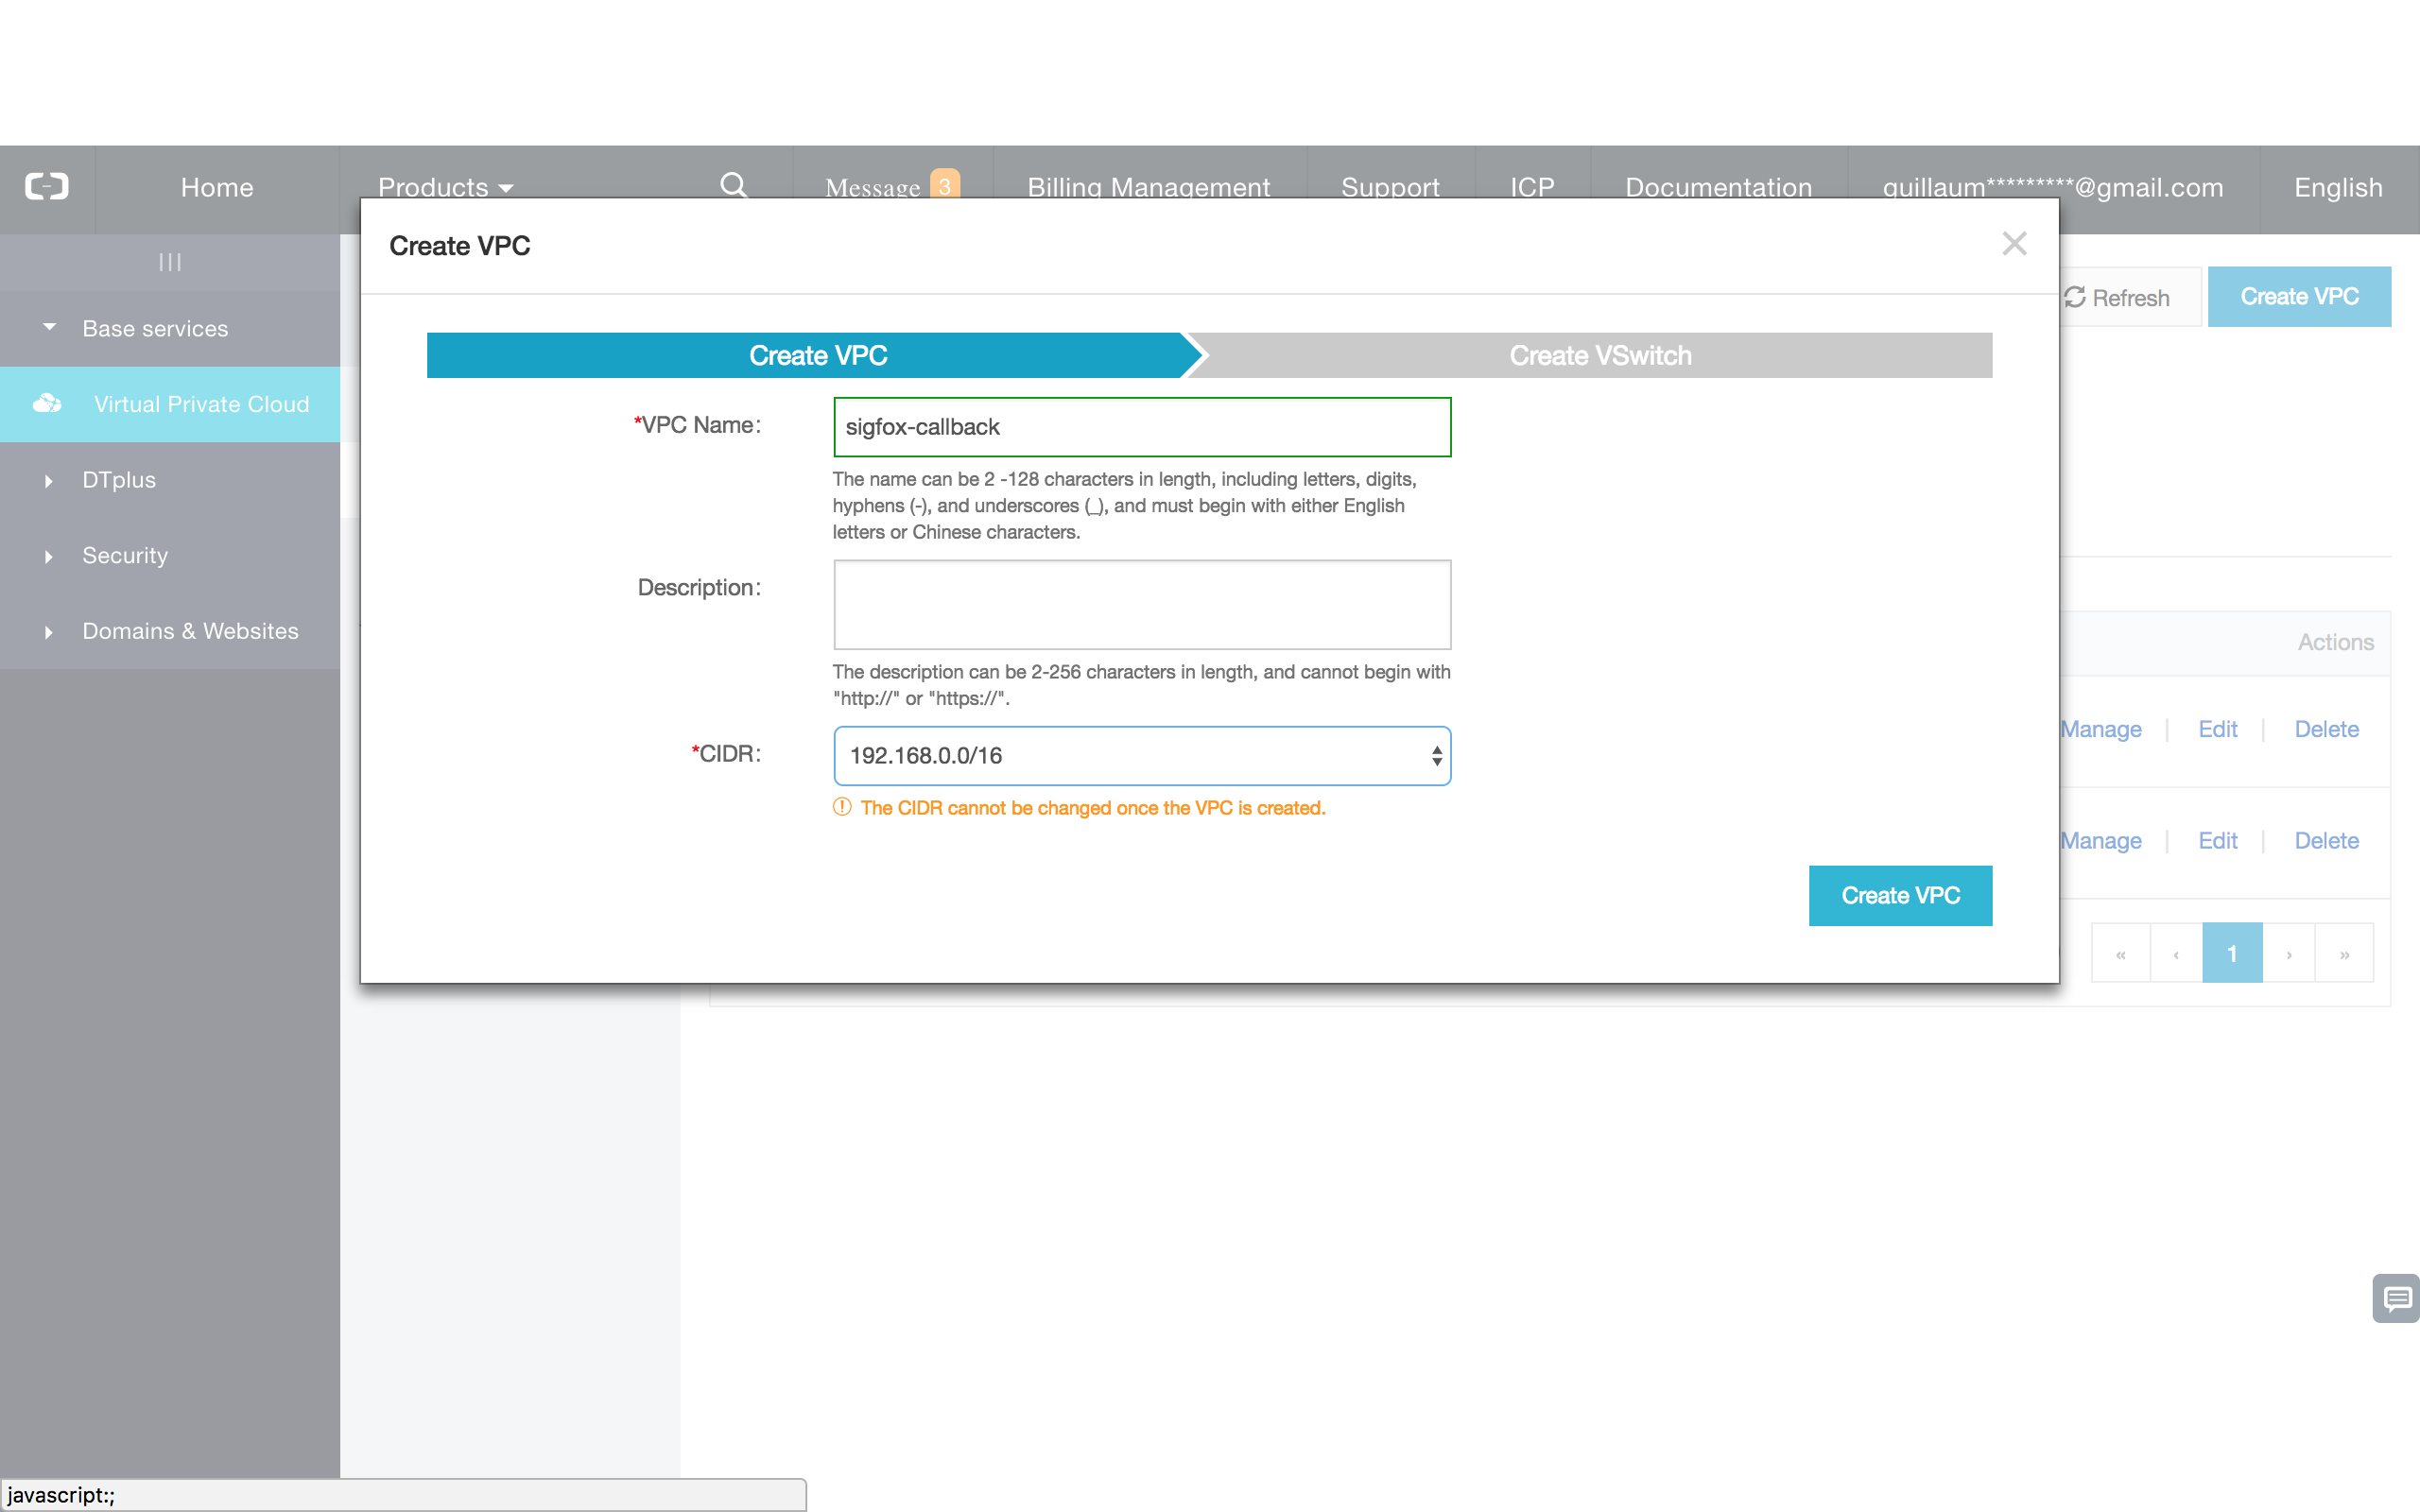 Home
Products
Message 3
Billing Management
Support
ICP
Documentation
guillaum*********@gmail.com
English
Create VPC
Refresh
Create VPC
Base services
Virtual Private Cloud
DTplus
Security
Domains & Websites
Create VPC
Create VSwitch
*VPC Name:
sigfox-callback
The name can be 2 -128 characters in length, including letters, digits,
hyphens (-), and underscores (_), and must begin with either English
letters or Chinese characters.
Description:
The description can be 2-256 characters in length, and cannot begin with
"http://" or "https://".
*CIDR:
192.168.0.0/16
The CIDR cannot be changed once the VPC is created.
Create VPC
Actions
Manage | Edit | Delete
Manage | Edit | Delete
« ‹ 1 › »
javascript:;